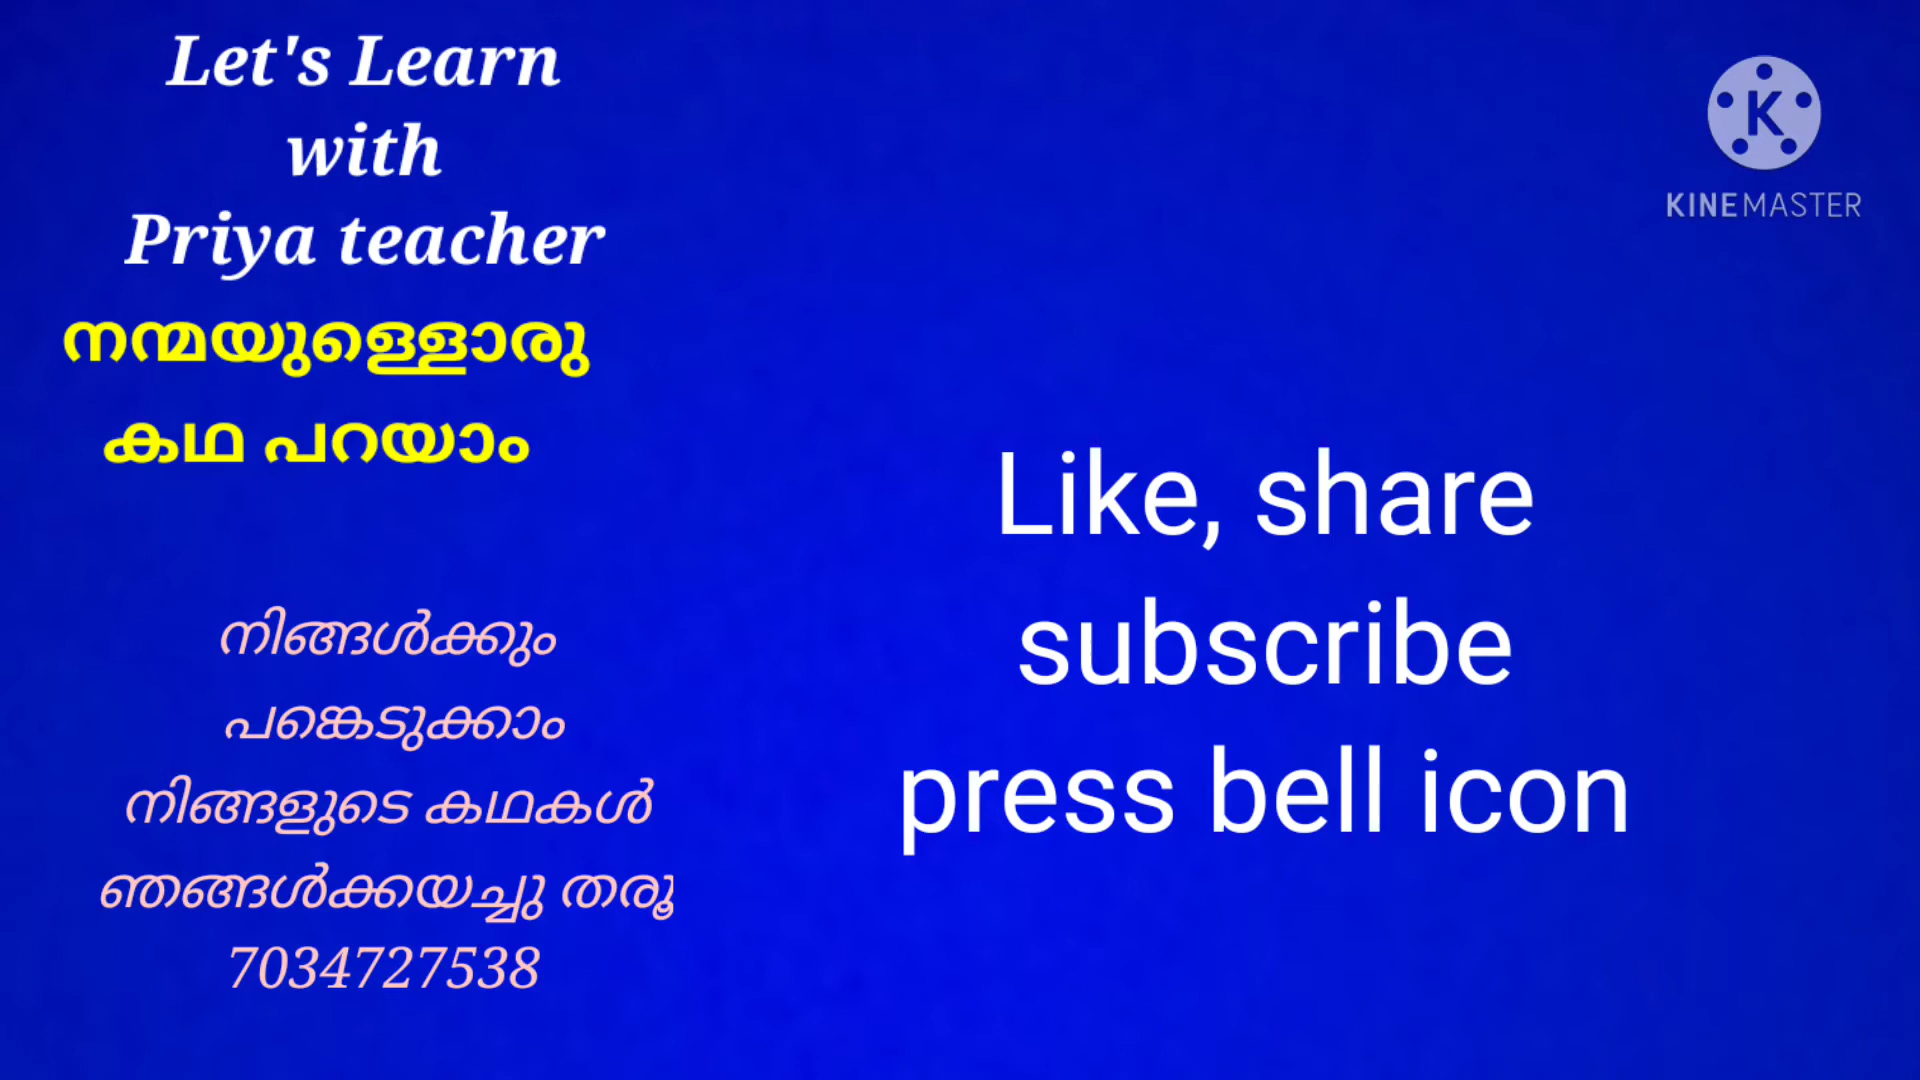 Let's Learn
with
Priya teacher
നന്മയുള്ളൊരു
കഥ പറയാം
നിങ്ങൾക്കും
പങ്കെടുക്കാം
നിങ്ങളുടെ കഥകൾ
ഞങ്ങൾക്കയച്ചു തരൂ
7034727538
KINEMASTER
Like, share
subscribe
press bell icon